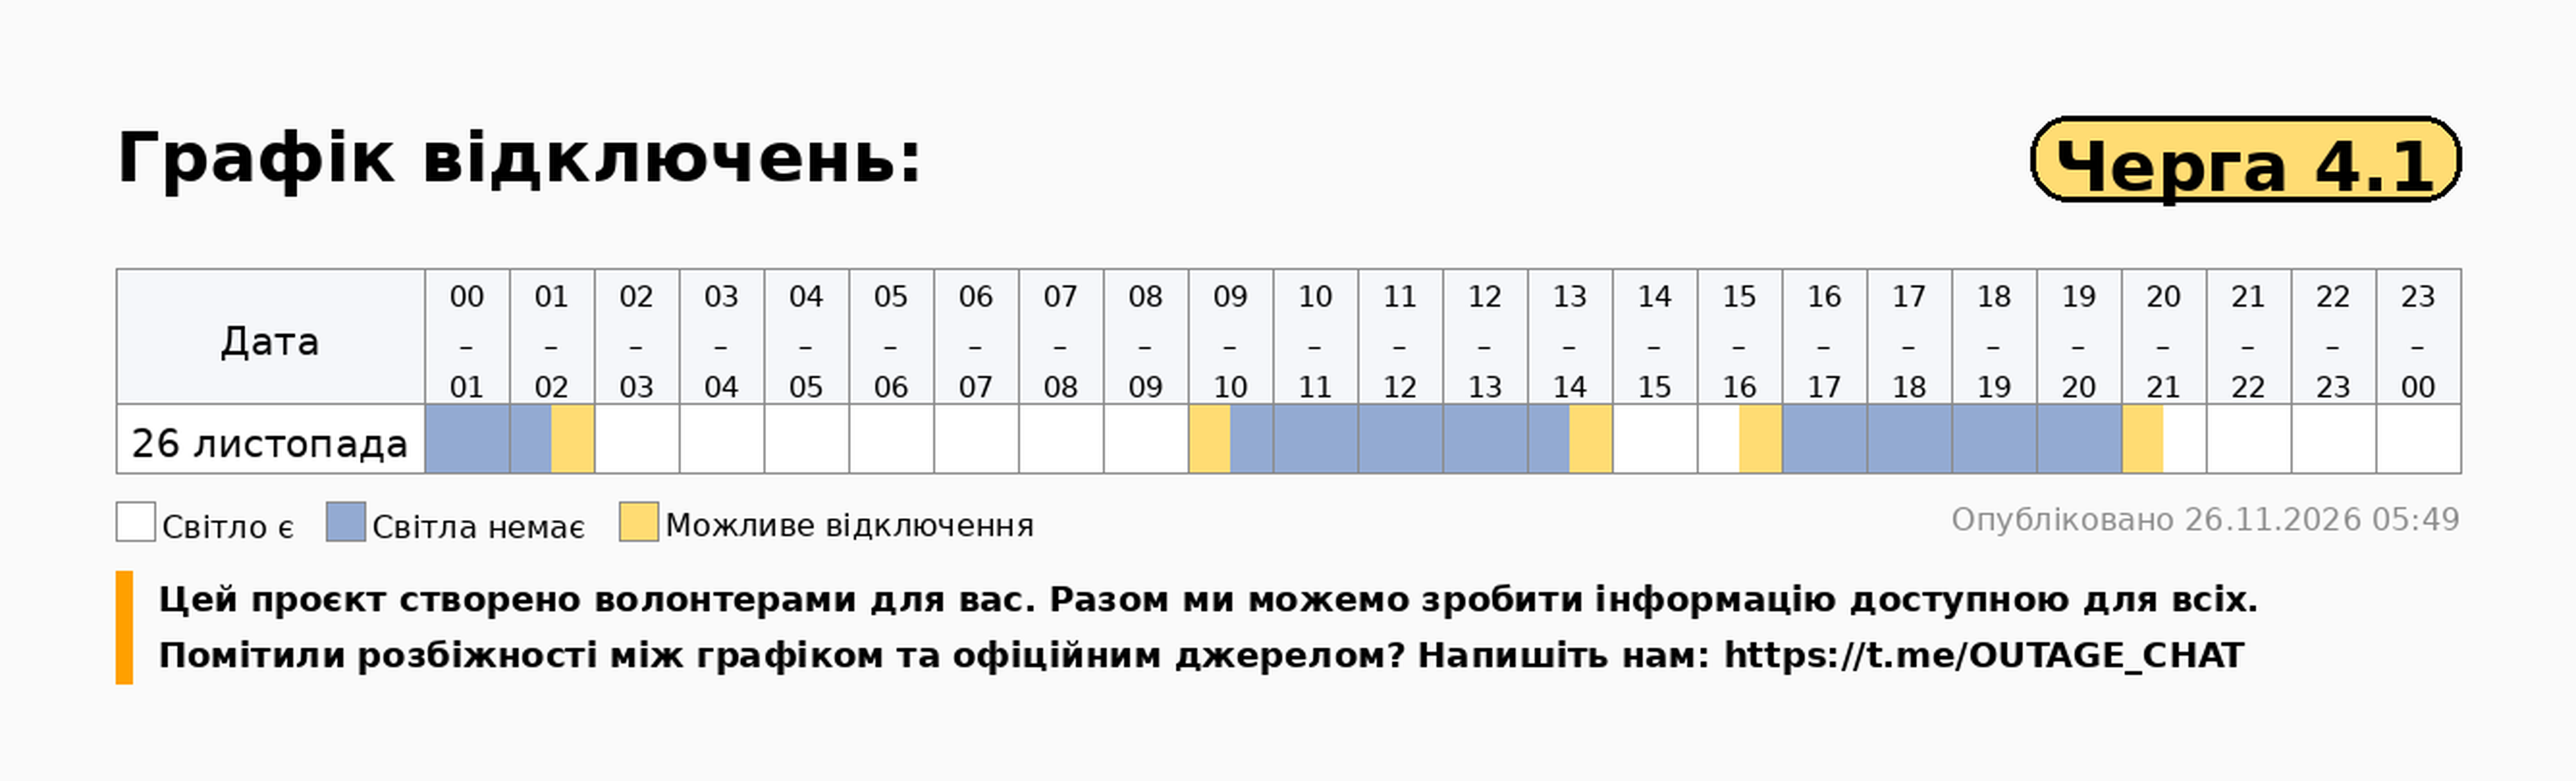 Графік відключень:
Черга 4.1
Дата
00 – 01
01 – 02
02 – 03
03 – 04
04 – 05
05 – 06
06 – 07
07 – 08
08 – 09
09 – 10
10 – 11
11 – 12
12 – 13
13 – 14
14 – 15
15 – 16
16 – 17
17 – 18
18 – 19
19 – 20
20 – 21
21 – 22
22 – 23
23 – 00
26 листопада
Світло є
Світла немає
Можливе відключення
Опубліковано 26.11.2026 05:49
Цей проєкт створено волонтерами для вас. Разом ми можемо зробити інформацію доступною для всіх.
Помітили розбіжності між графіком та офіційним джерелом? Напишіть нам: https://t.me/OUTAGE_CHAT